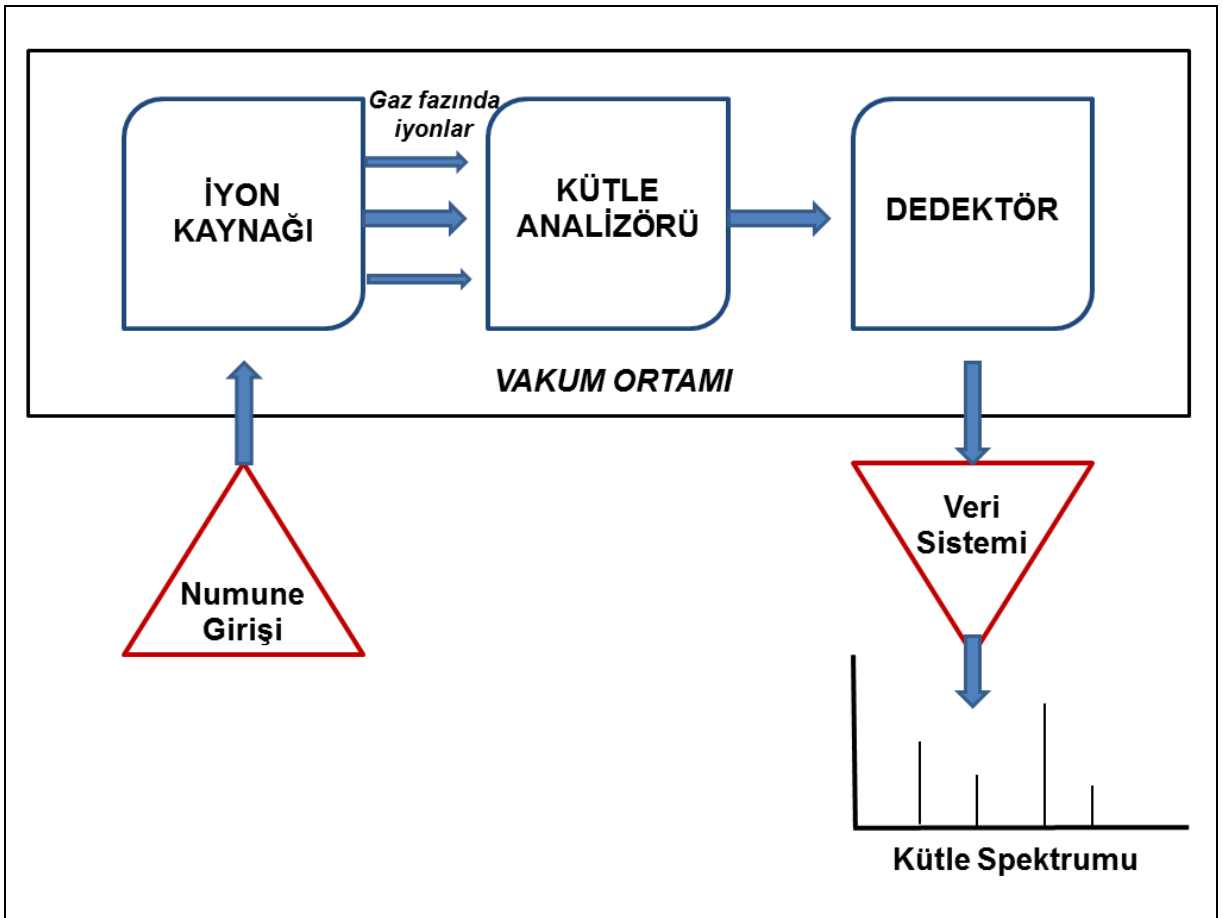 Gaz fazında
iyonlar
İYON
KAYNAĞI
KÜTLE
ANALİZÖRÜ
DEDEKTÖR
VAKUM ORTAMI
Numune
Girişi
Veri
Sistemi
Kütle Spektrumu